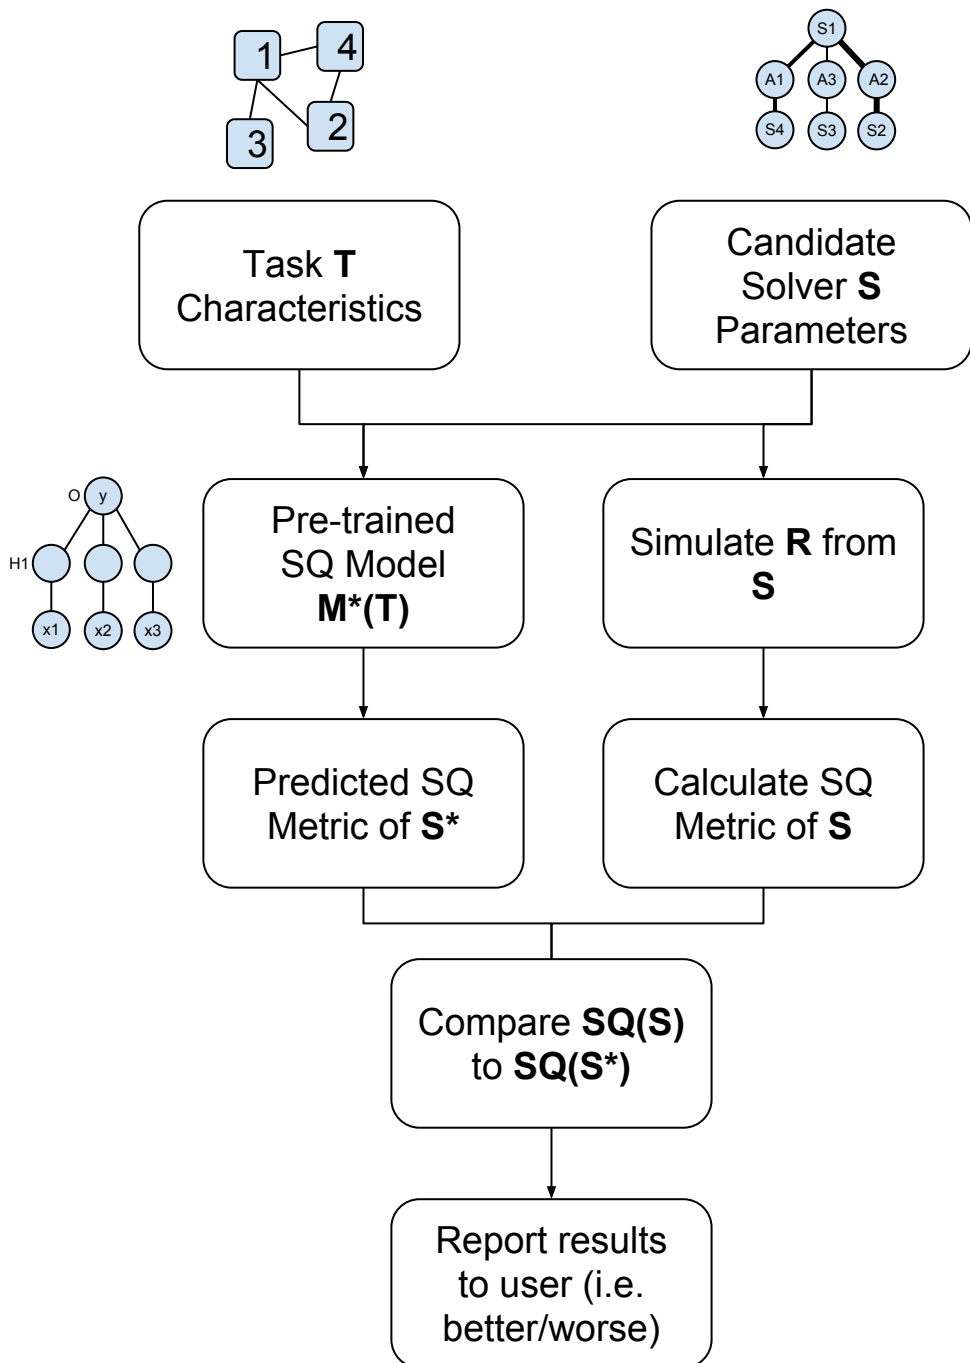 1
4
3
2
S1
A1
A3
A2
S4
S3
S2
Task T
Characteristics
Candidate
Solver S
Parameters
O
y
H1
x1
x2
x3
Pre-trained
SQ Model
M*(T)
Simulate R from
S
Predicted SQ
Metric of S*
Calculate SQ
Metric of S
Compare SQ(S)
to SQ(S*)
Report results
to user (i.e.
better/worse)